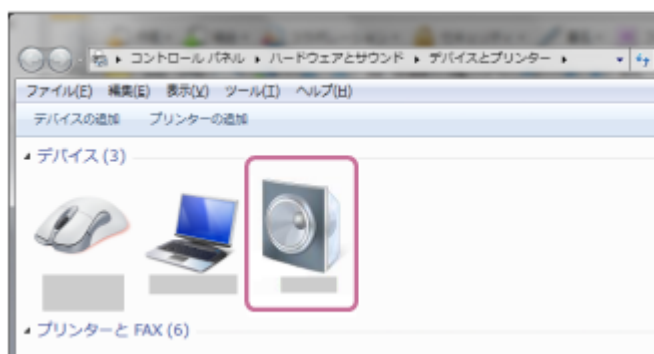 コントロール パネル ▸ ハードウェアとサウンド ▸ デバイスとプリンター ▸
ファイル(F) 編集(E) 表示(V) ツール(T) ヘルプ(H)
デバイスの追加 プリンターの追加
デバイス (3)
プリンターと FAX (6)